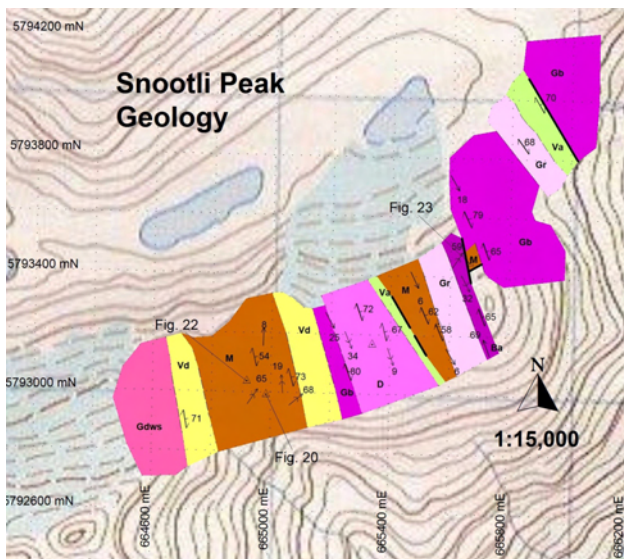 5794200 mN
Snootli Peak
Geology
Gb
70
5793800 mN
Va
68
Gr
18
79
Fig. 23
59
65
M
Gb
5793400 mN
Gr
32
Va
M
6
72
62
65
Fig. 22
8
Vd
25
67
58
69
Ba
54
34
N
M
19
Vd
65
73
60
9
6
5793000 mN
68
Gb
D
1:15,000
Gdws
71
Fig. 20
5792600 mN
664600 mE
665000 mE
665400 mE
665800 mE
666200 mE